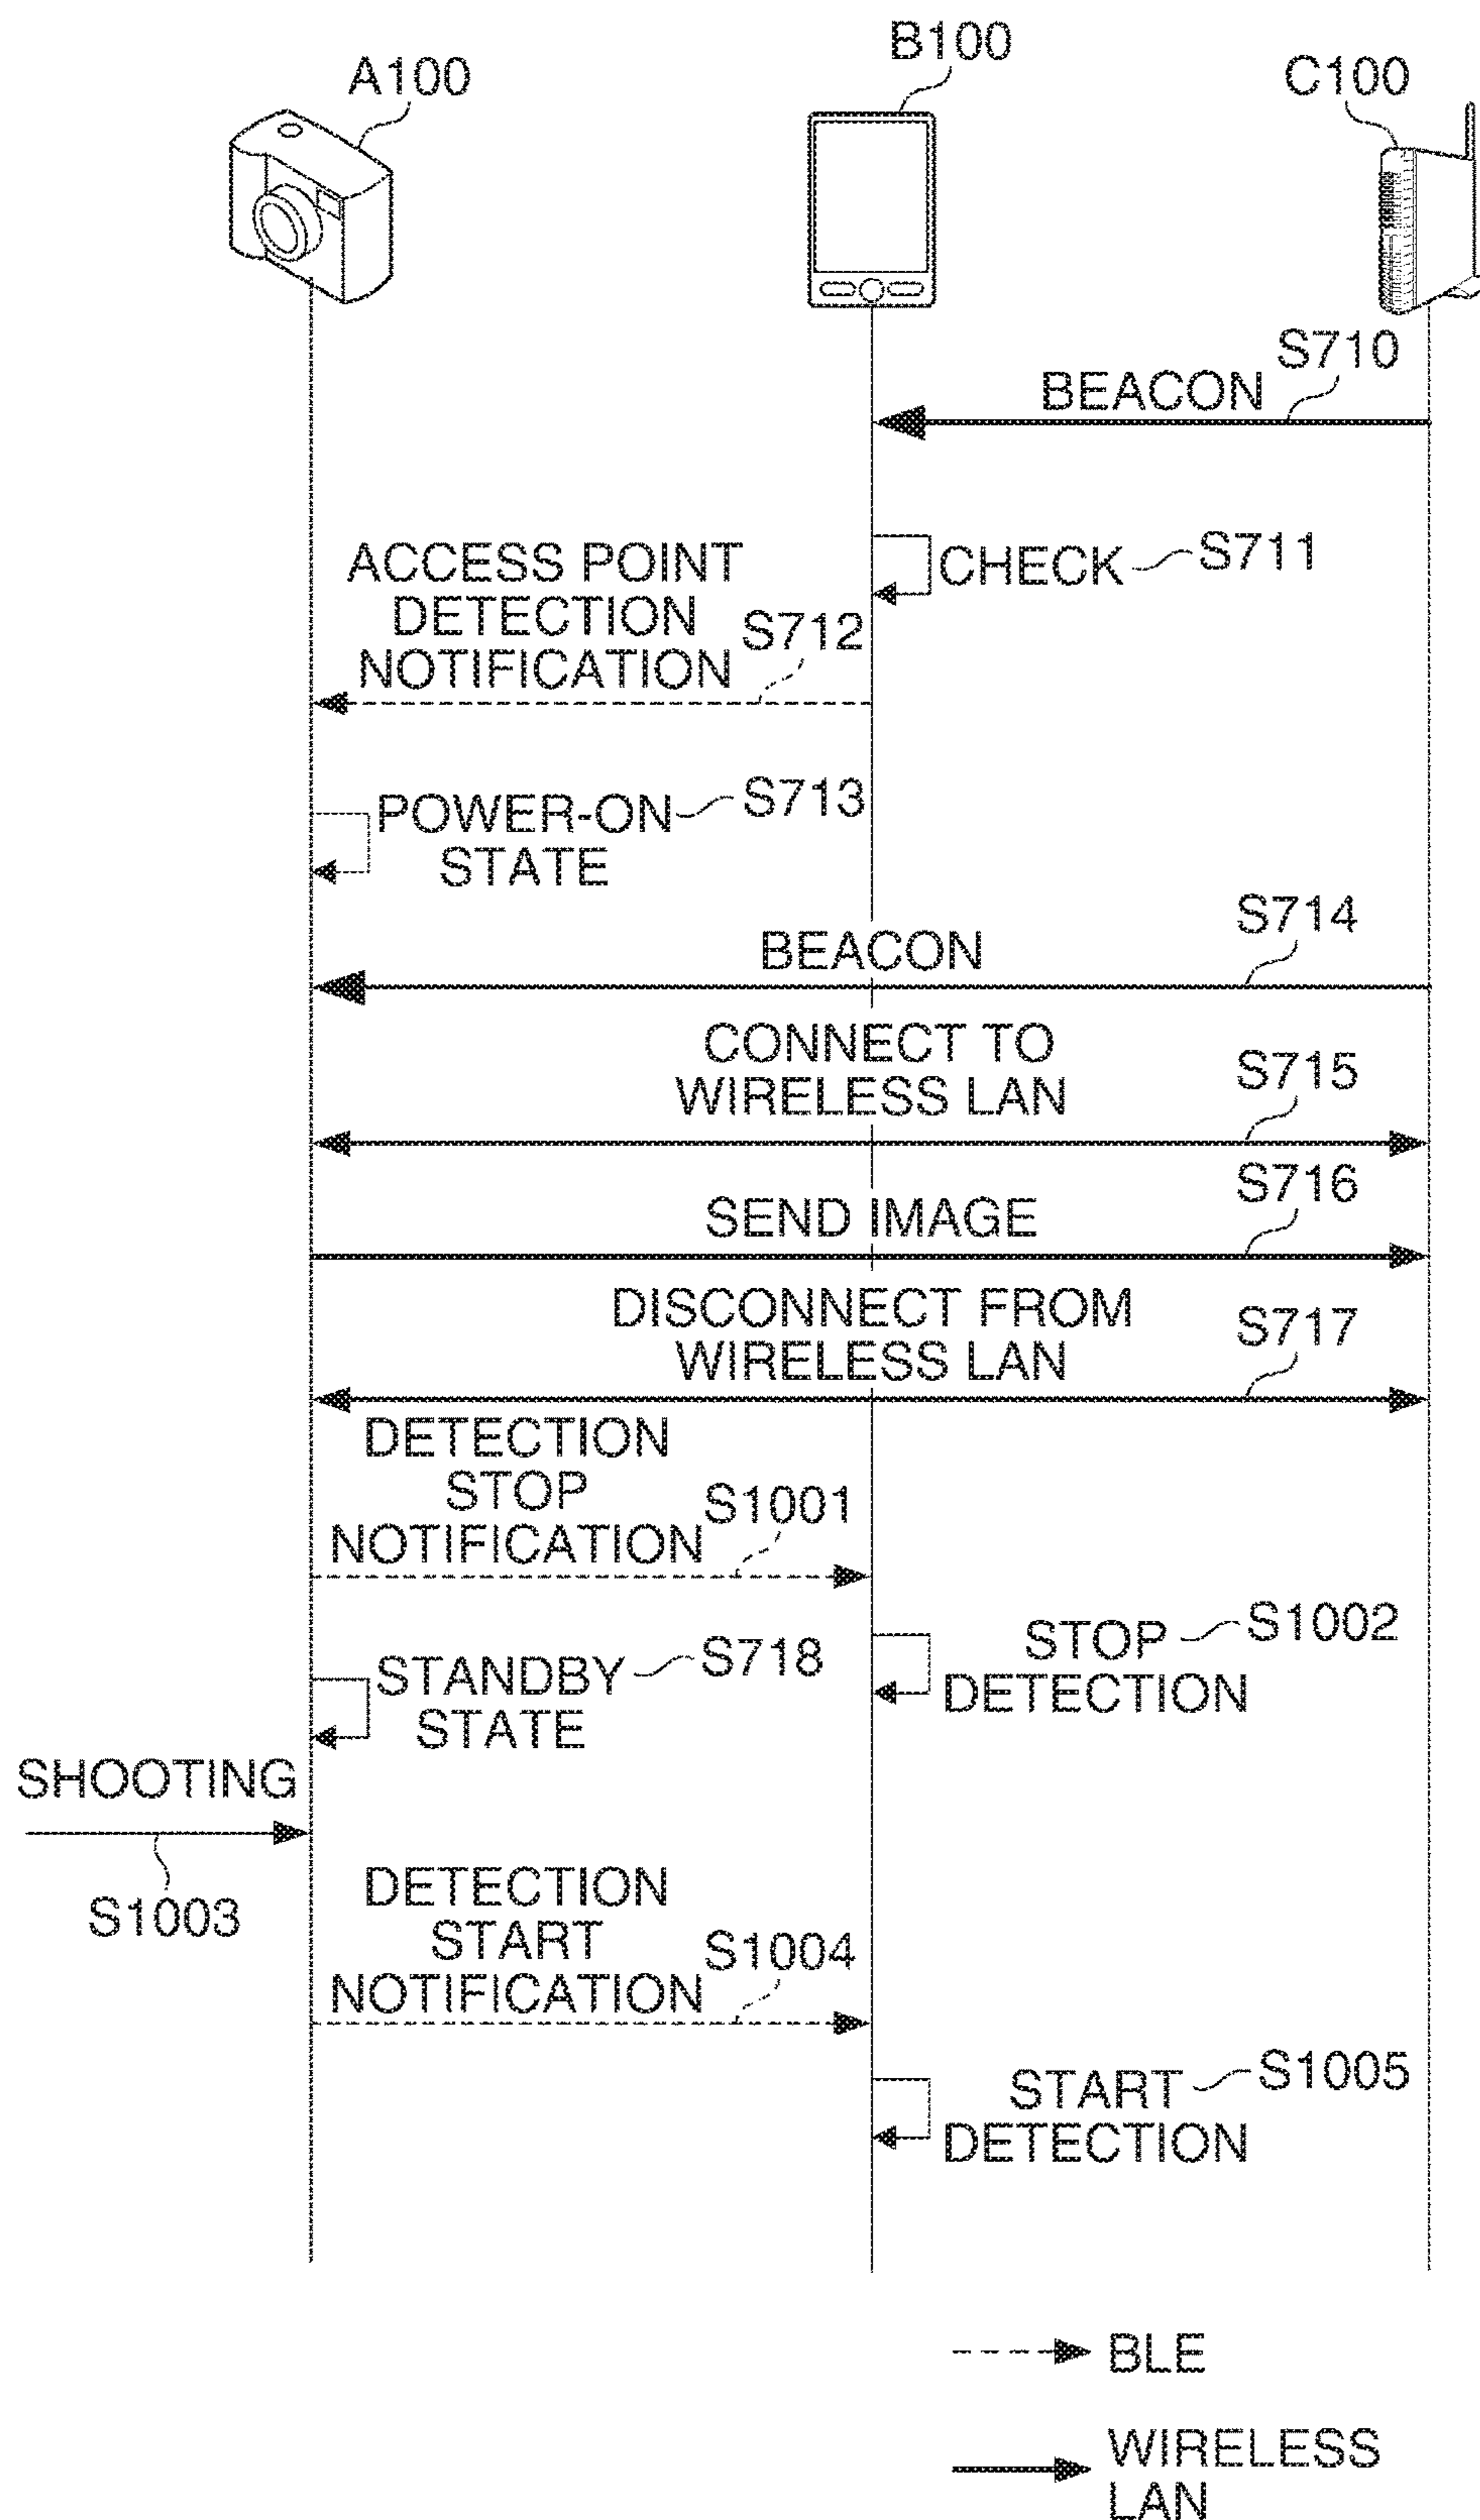 A100
B100
C100
S710
BEACON
CHECK
S711
ACCESS POINT
DETECTION
NOTIFICATION
S712
POWER-ON
STATE
S713
S714
BEACON
CONNECT TO
WIRELESS LAN
S715
S716
SEND IMAGE
DISCONNECT FROM
WIRELESS LAN
S717
DETECTION
STOP
NOTIFICATION
S1001
STOP
DETECTION
S1002
STANDBY
STATE
S718
SHOOTING
S1003
DETECTION
START
NOTIFICATION
S1004
START
DETECTION
S1005
BLE
WIRELESS
LAN